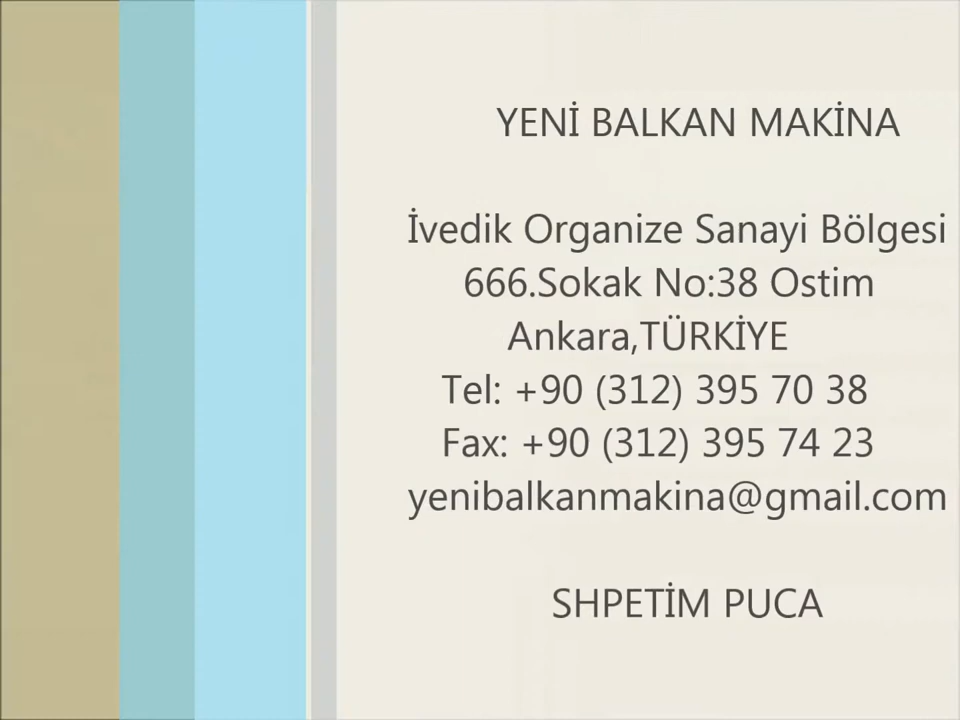 YENİ BALKAN MAKİNA
İvedik Organize Sanayi Bölgesi
666.Sokak No:38 Ostim
Ankara,TÜRKİYE
Tel: +90 (312) 395 70 38
Fax: +90 (312) 395 74 23
yenibalkanmakina@gmail.com
SHPETİM PUCA